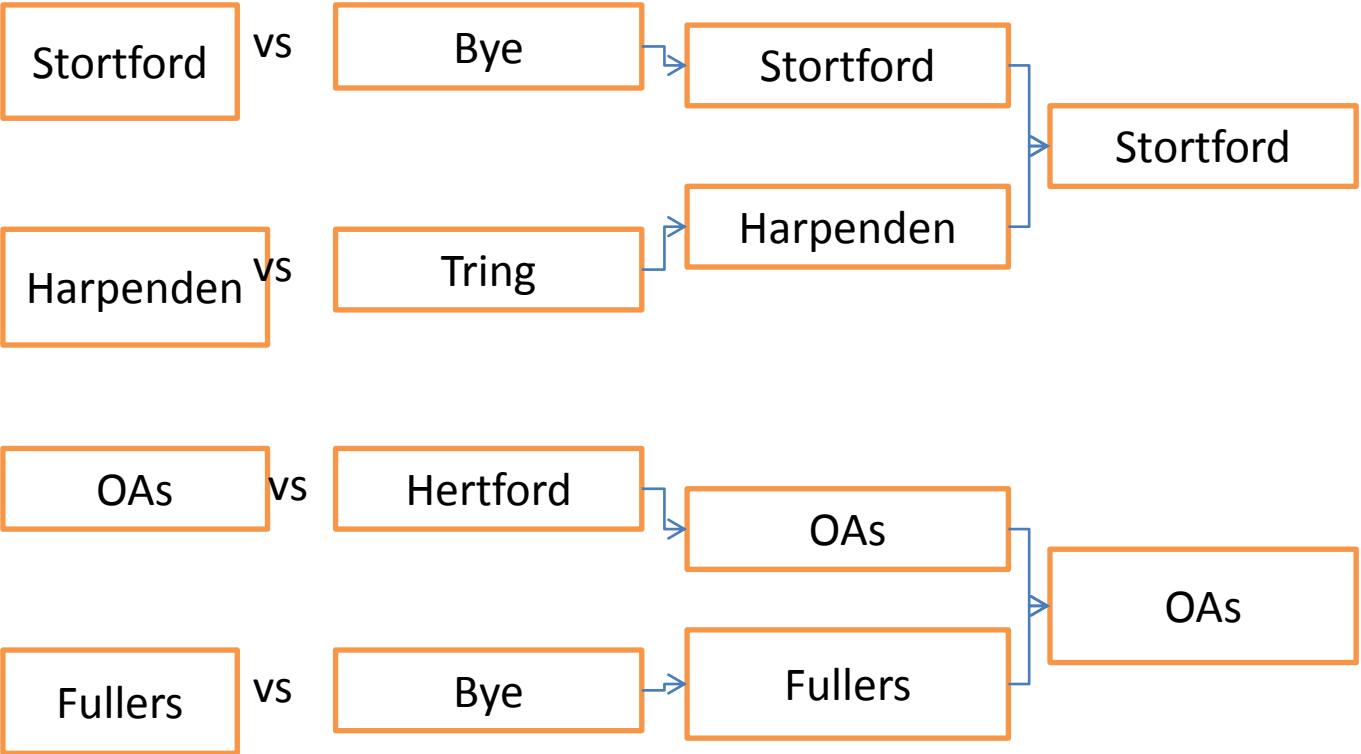 Stortford vs Bye
Stortford
Stortford
Harpenden vs Tring
Harpenden
OAs vs Hertford
OAs
OAs
Fullers vs Bye
Fullers